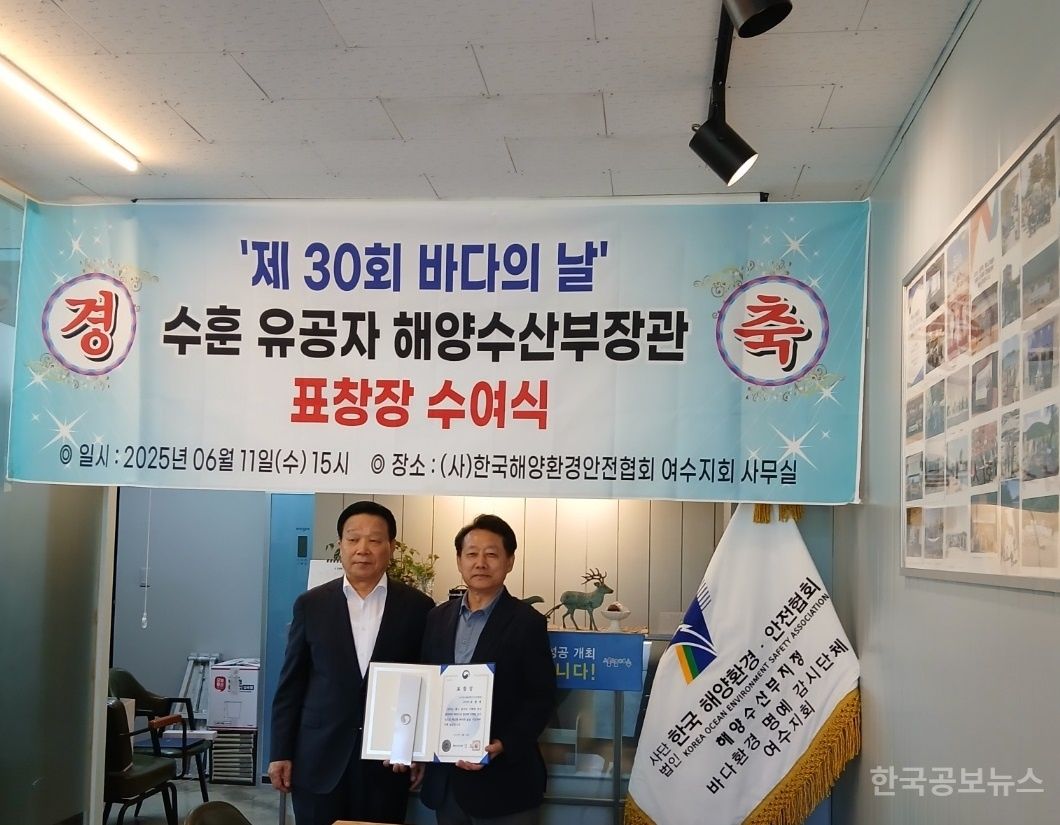 '제 30회 바다의 날'
경
수훈 유공자 해양수산부장관
축
표창장 수여식
◎ 일시 : 2025년 06월 11일(수) 15시 ◎ 장소 : (사)한국해양환경안전협회 여수지회 사무실
성공 개최
니다!
표창장
사단법인 한국 해양환경·안전협회
KOREA OCEAN ENVIRONMENT SAFETY ASSOCIATION
해양수산부지정
바다환경 명예 감시단체
여수지회
한국공보뉴스